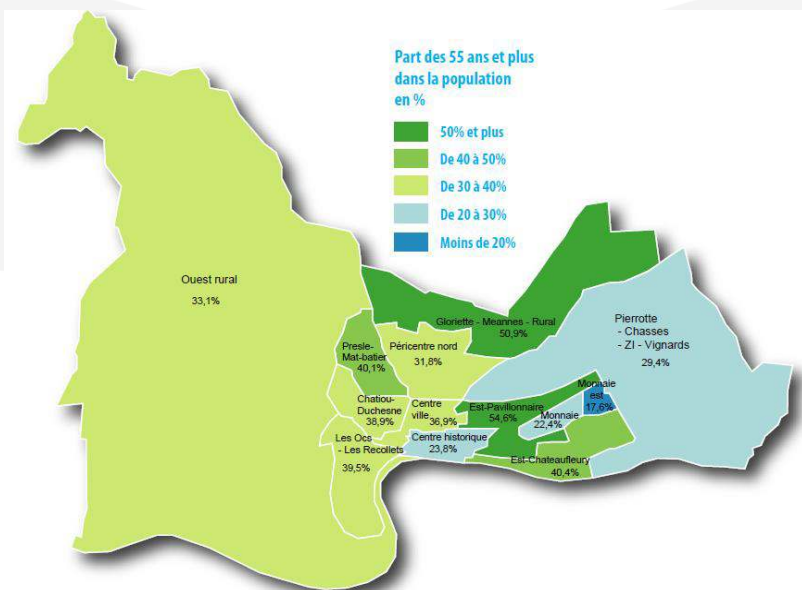 Part des 55 ans et plus
dans la population
en %
50% et plus
De 40 à 50%
De 30 à 40%
De 20 à 30%
Moins de 20%
Ouest rural
33,1%
Gloriette - Meannes - Rural
50,9%
Pierrotte
- Chasses
- ZI - Vignards
29,4%
Presle-
Mat-batier
40,1%
Péricentre nord
31,8%
Monnaie
est
17,6%
Chatiou-
Duchesne
38,9%
Centre
ville
36,9%
Est-Pavillonnaire
54,6%
Monnaie
22,4%
Les Ocs
- Les Recollets
39,5%
Centre historique
23,8%
Est-Chateaufleury
40,4%